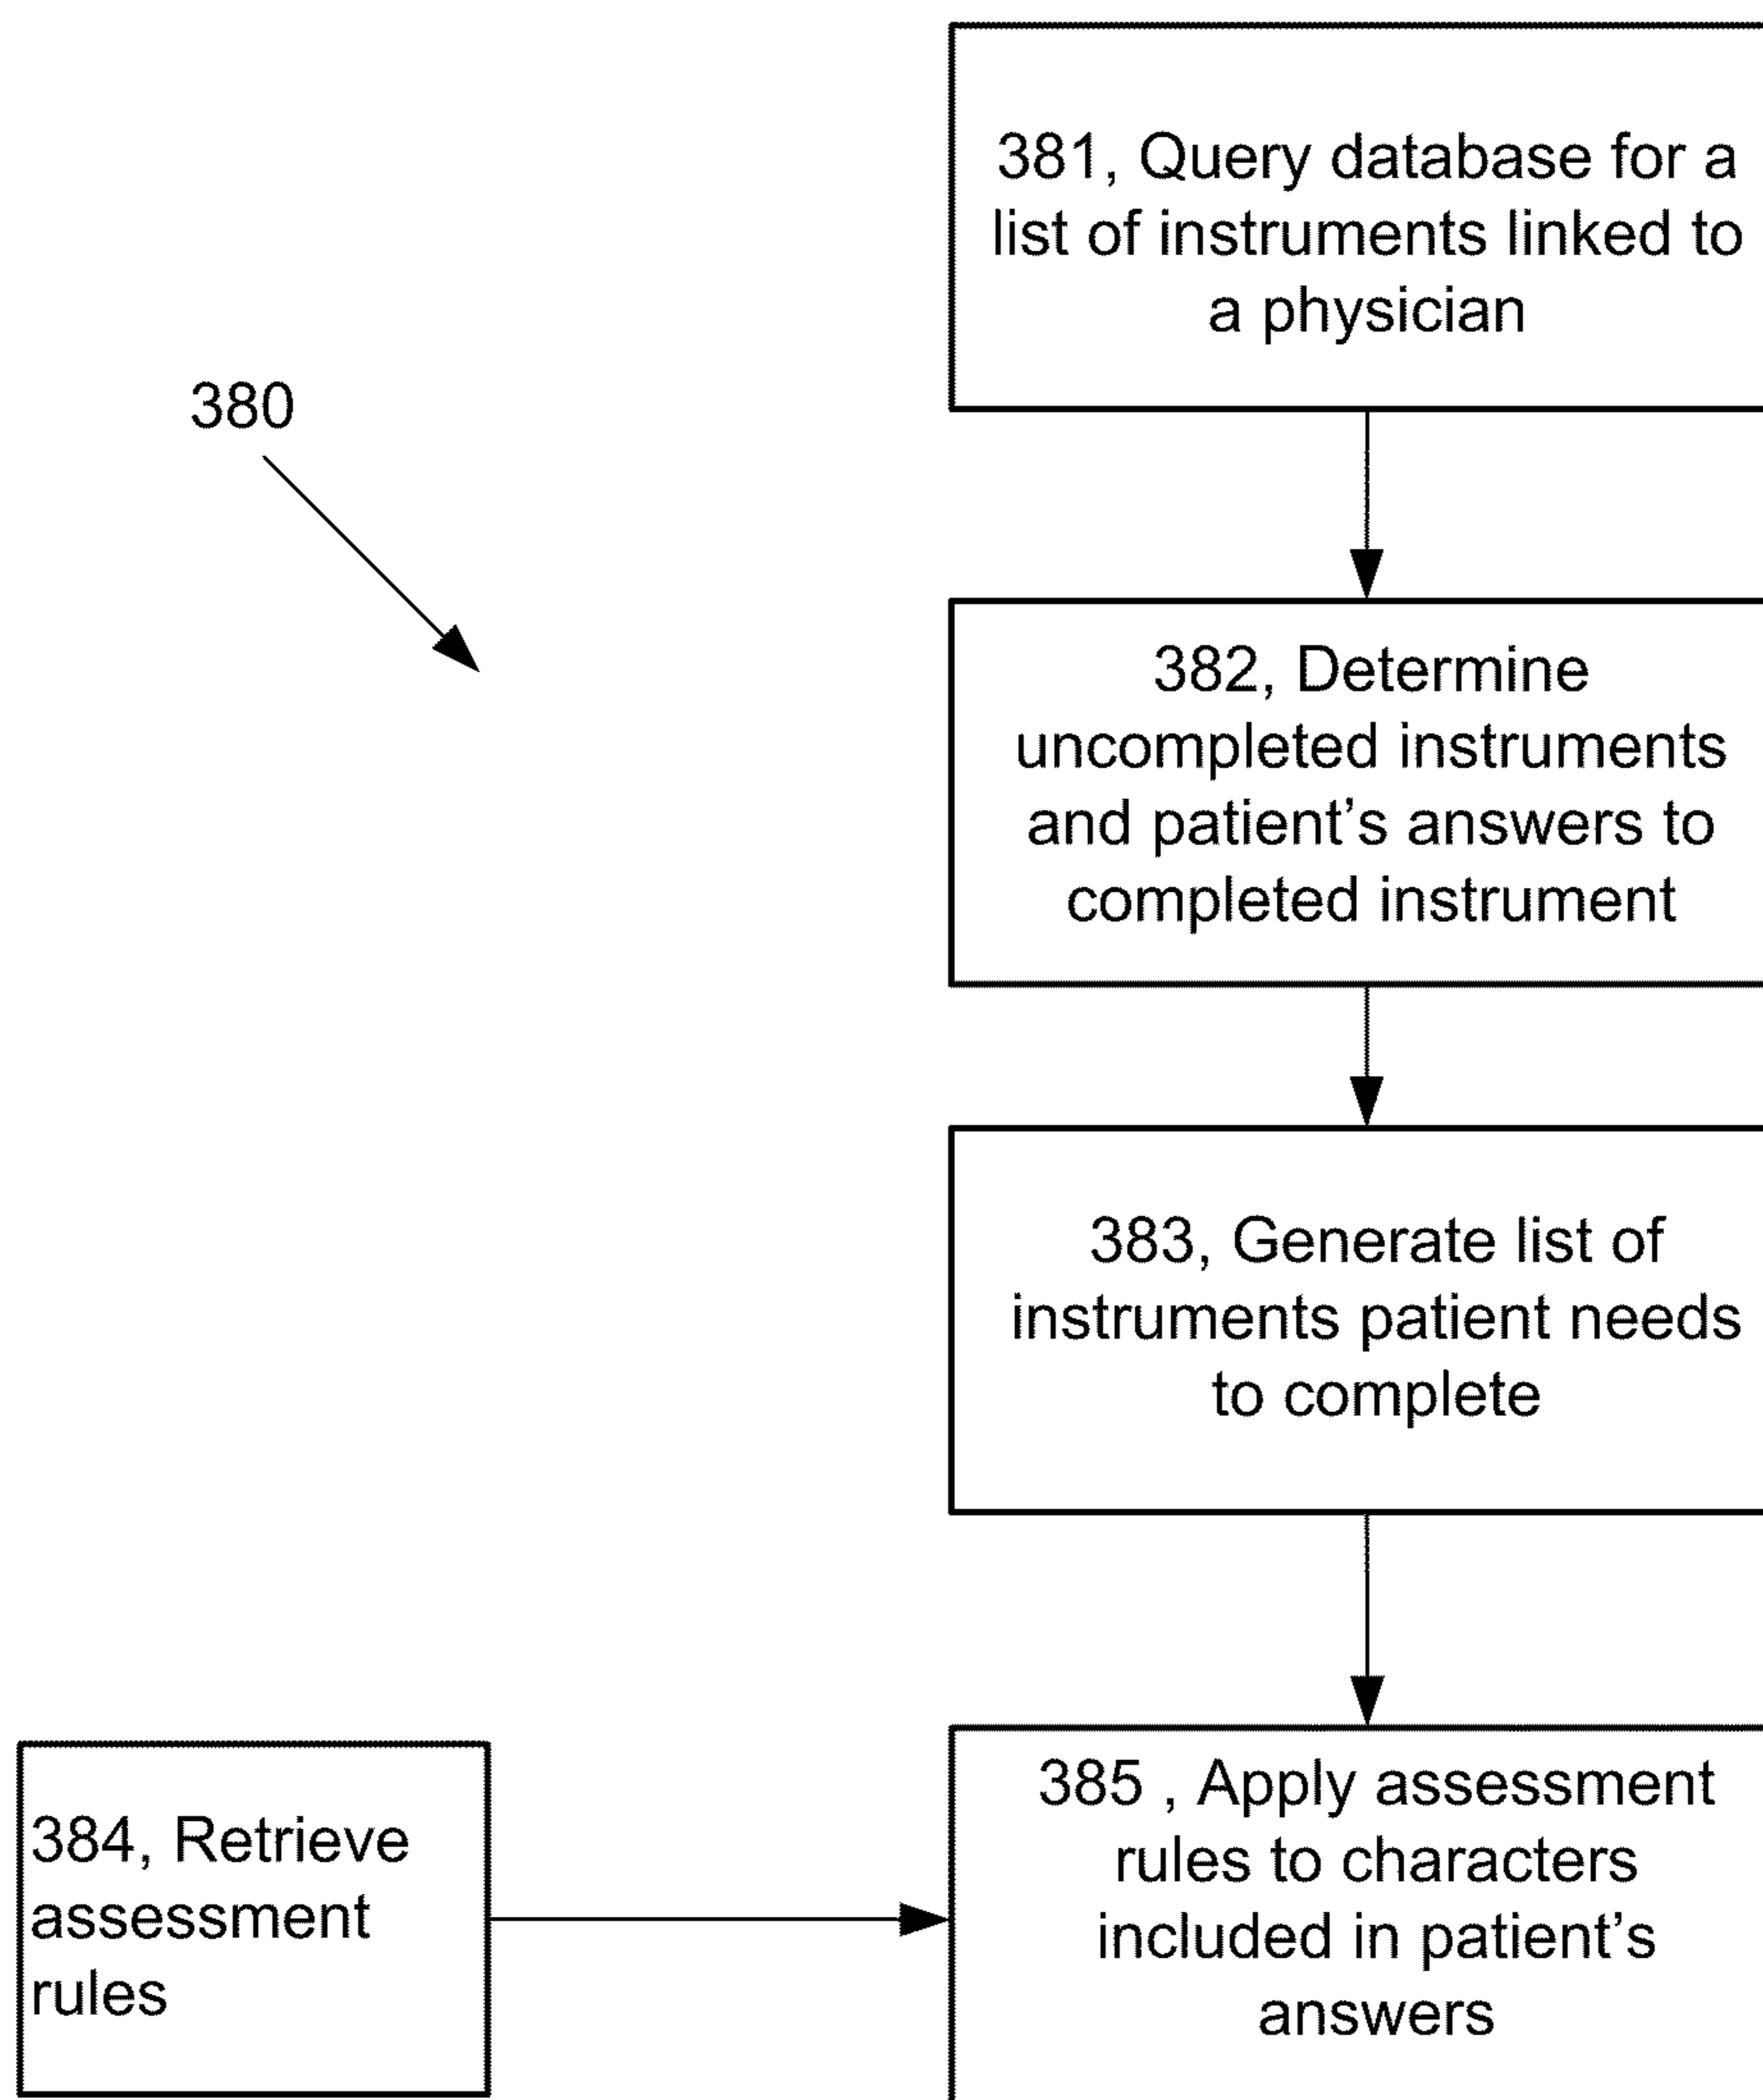 381, Query database for a
list of instruments linked to
a physician
380
382, Determine
uncompleted instruments
and patient’s answers to
completed instrument
383, Generate list of
instruments patient needs
to complete
384, Retrieve
assessment
rules
385 , Apply assessment
rules to characters
included in patient’s
answers